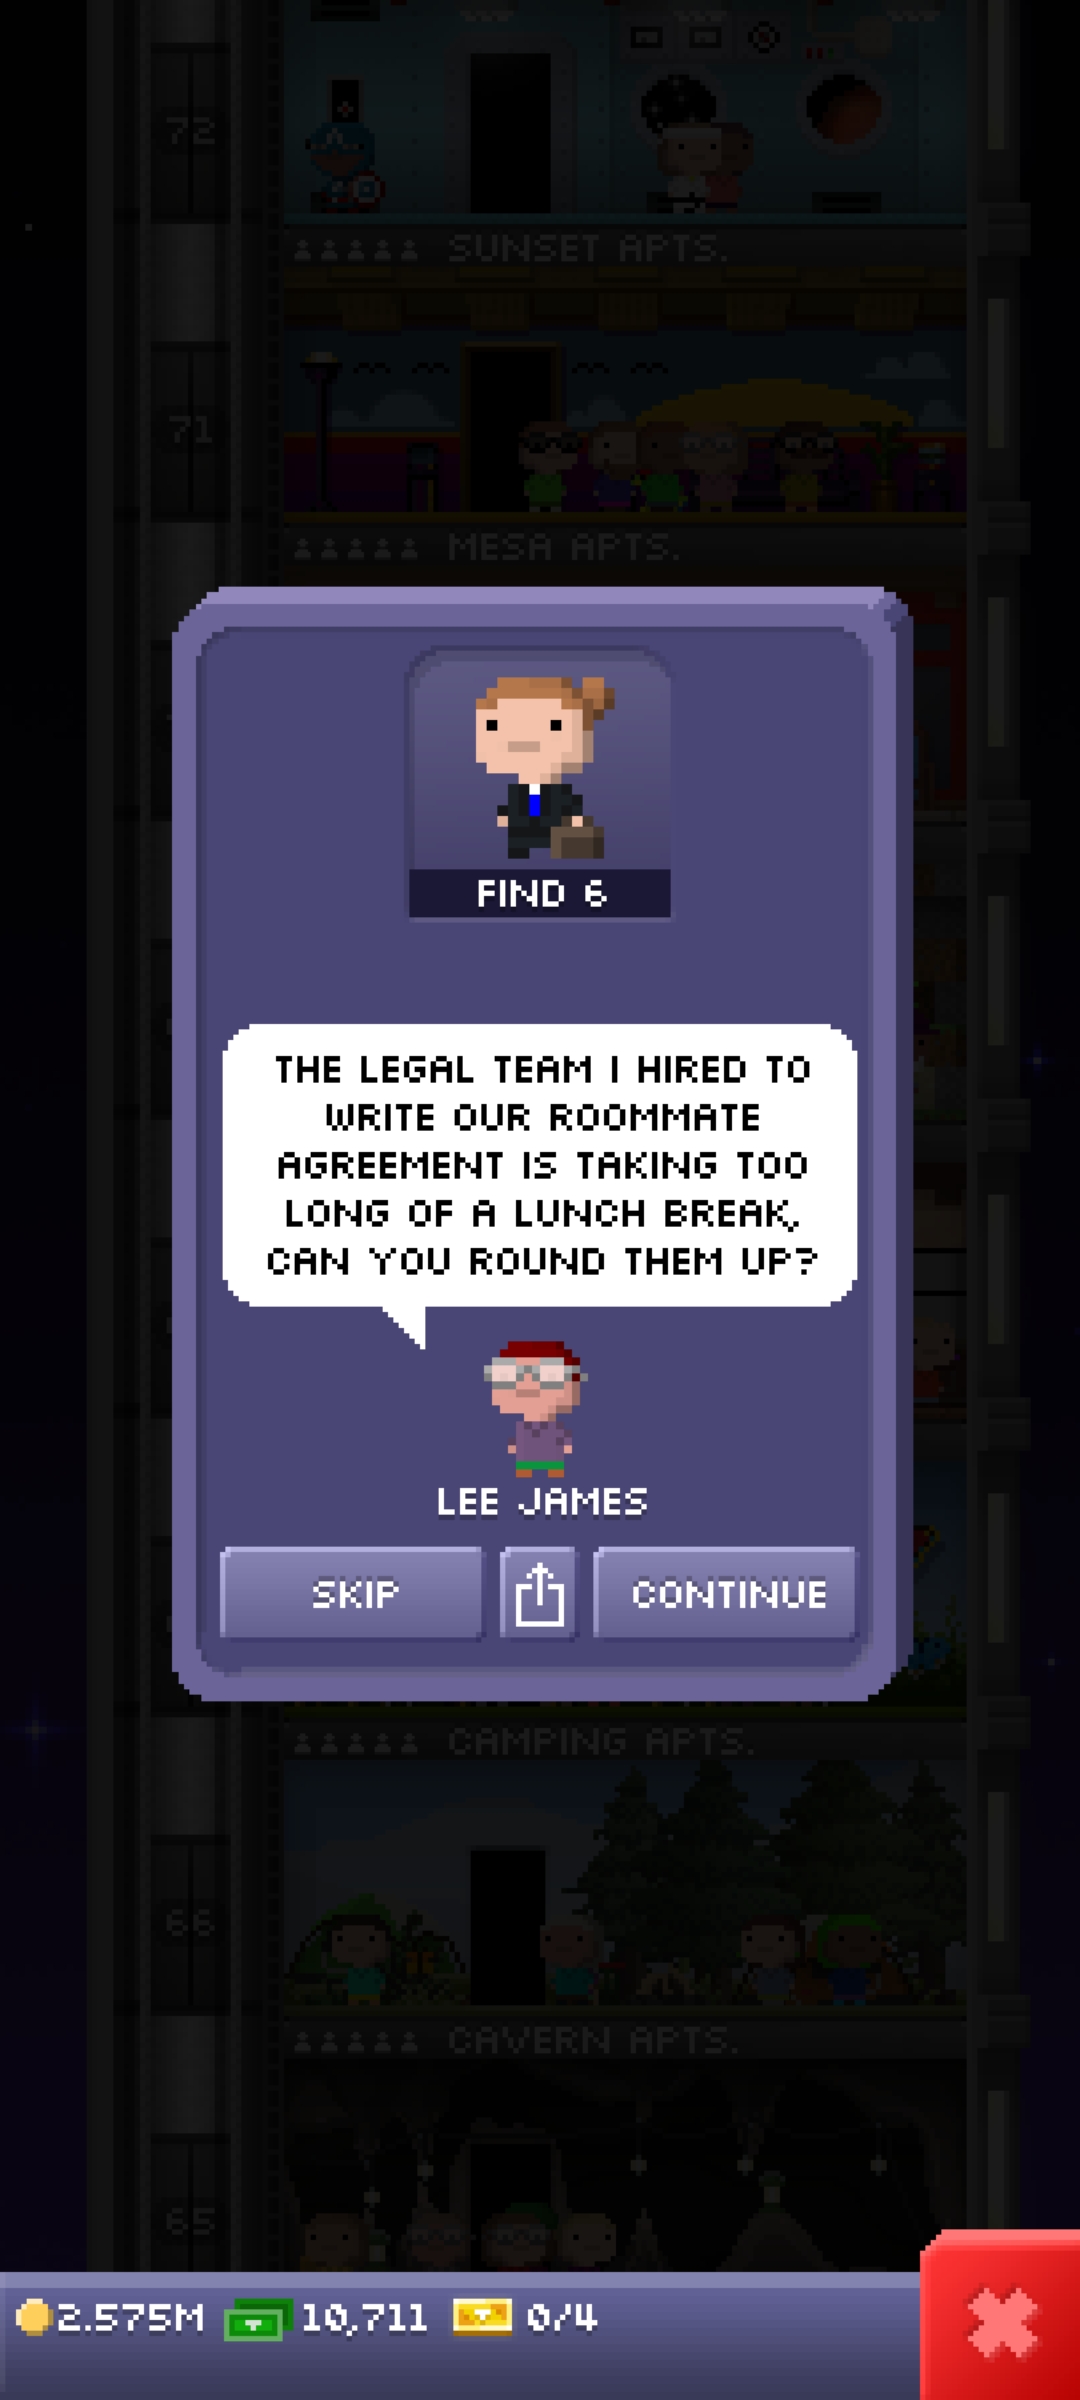 72
SUNSET APTS.
71
MESA APTS.
FIND 6
THE LEGAL TEAM I HIRED TO
WRITE OUR ROOMMATE
AGREEMENT IS TAKING TOO
LONG OF A LUNCH BREAK,
CAN YOU ROUND THEM UP?
LEE JAMES
SKIP
CONTINUE
CAMPING APTS.
66
CAVERN APTS.
65
2.575M 10,711 0/4